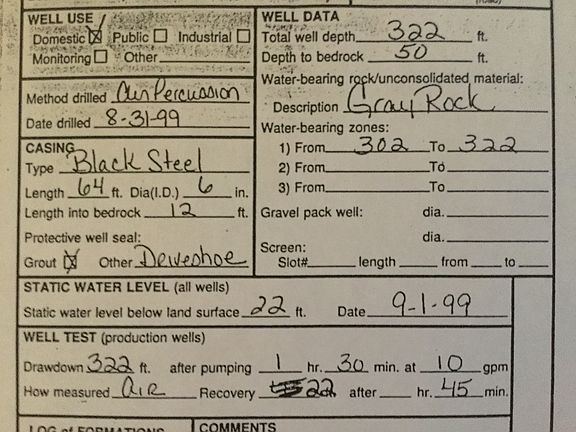 (road)
WELL USE
Domestic ☒ Public ☐ Industrial ☐
Monitoring ☐ Other
Method drilled Air Percussion
Date drilled 8-31-99
CASING
Type Black Steel
Length 64 ft. Dia(I.D.) 6 in.
Length into bedrock 12 ft.
Protective well seal:
Grout ☒ Other Driveshoe
WELL DATA
Total well depth 322 ft.
Depth to bedrock 50 ft.
Water-bearing rock/unconsolidated material:
Description Gray Rock
Water-bearing zones:
1) From 302 To 322
2) From To
3) From To
Gravel pack well: dia.
dia.
Screen:
Slot# length from to
STATIC WATER LEVEL (all wells)
Static water level below land surface 22 ft. Date 9-1-99
WELL TEST (production wells)
Drawdown 322 ft. after pumping 1 hr. 30 min. at 10 gpm
How measured AIR Recovery 22 after hr. 45 min.
LOG of FORMATIONS COMMENTS